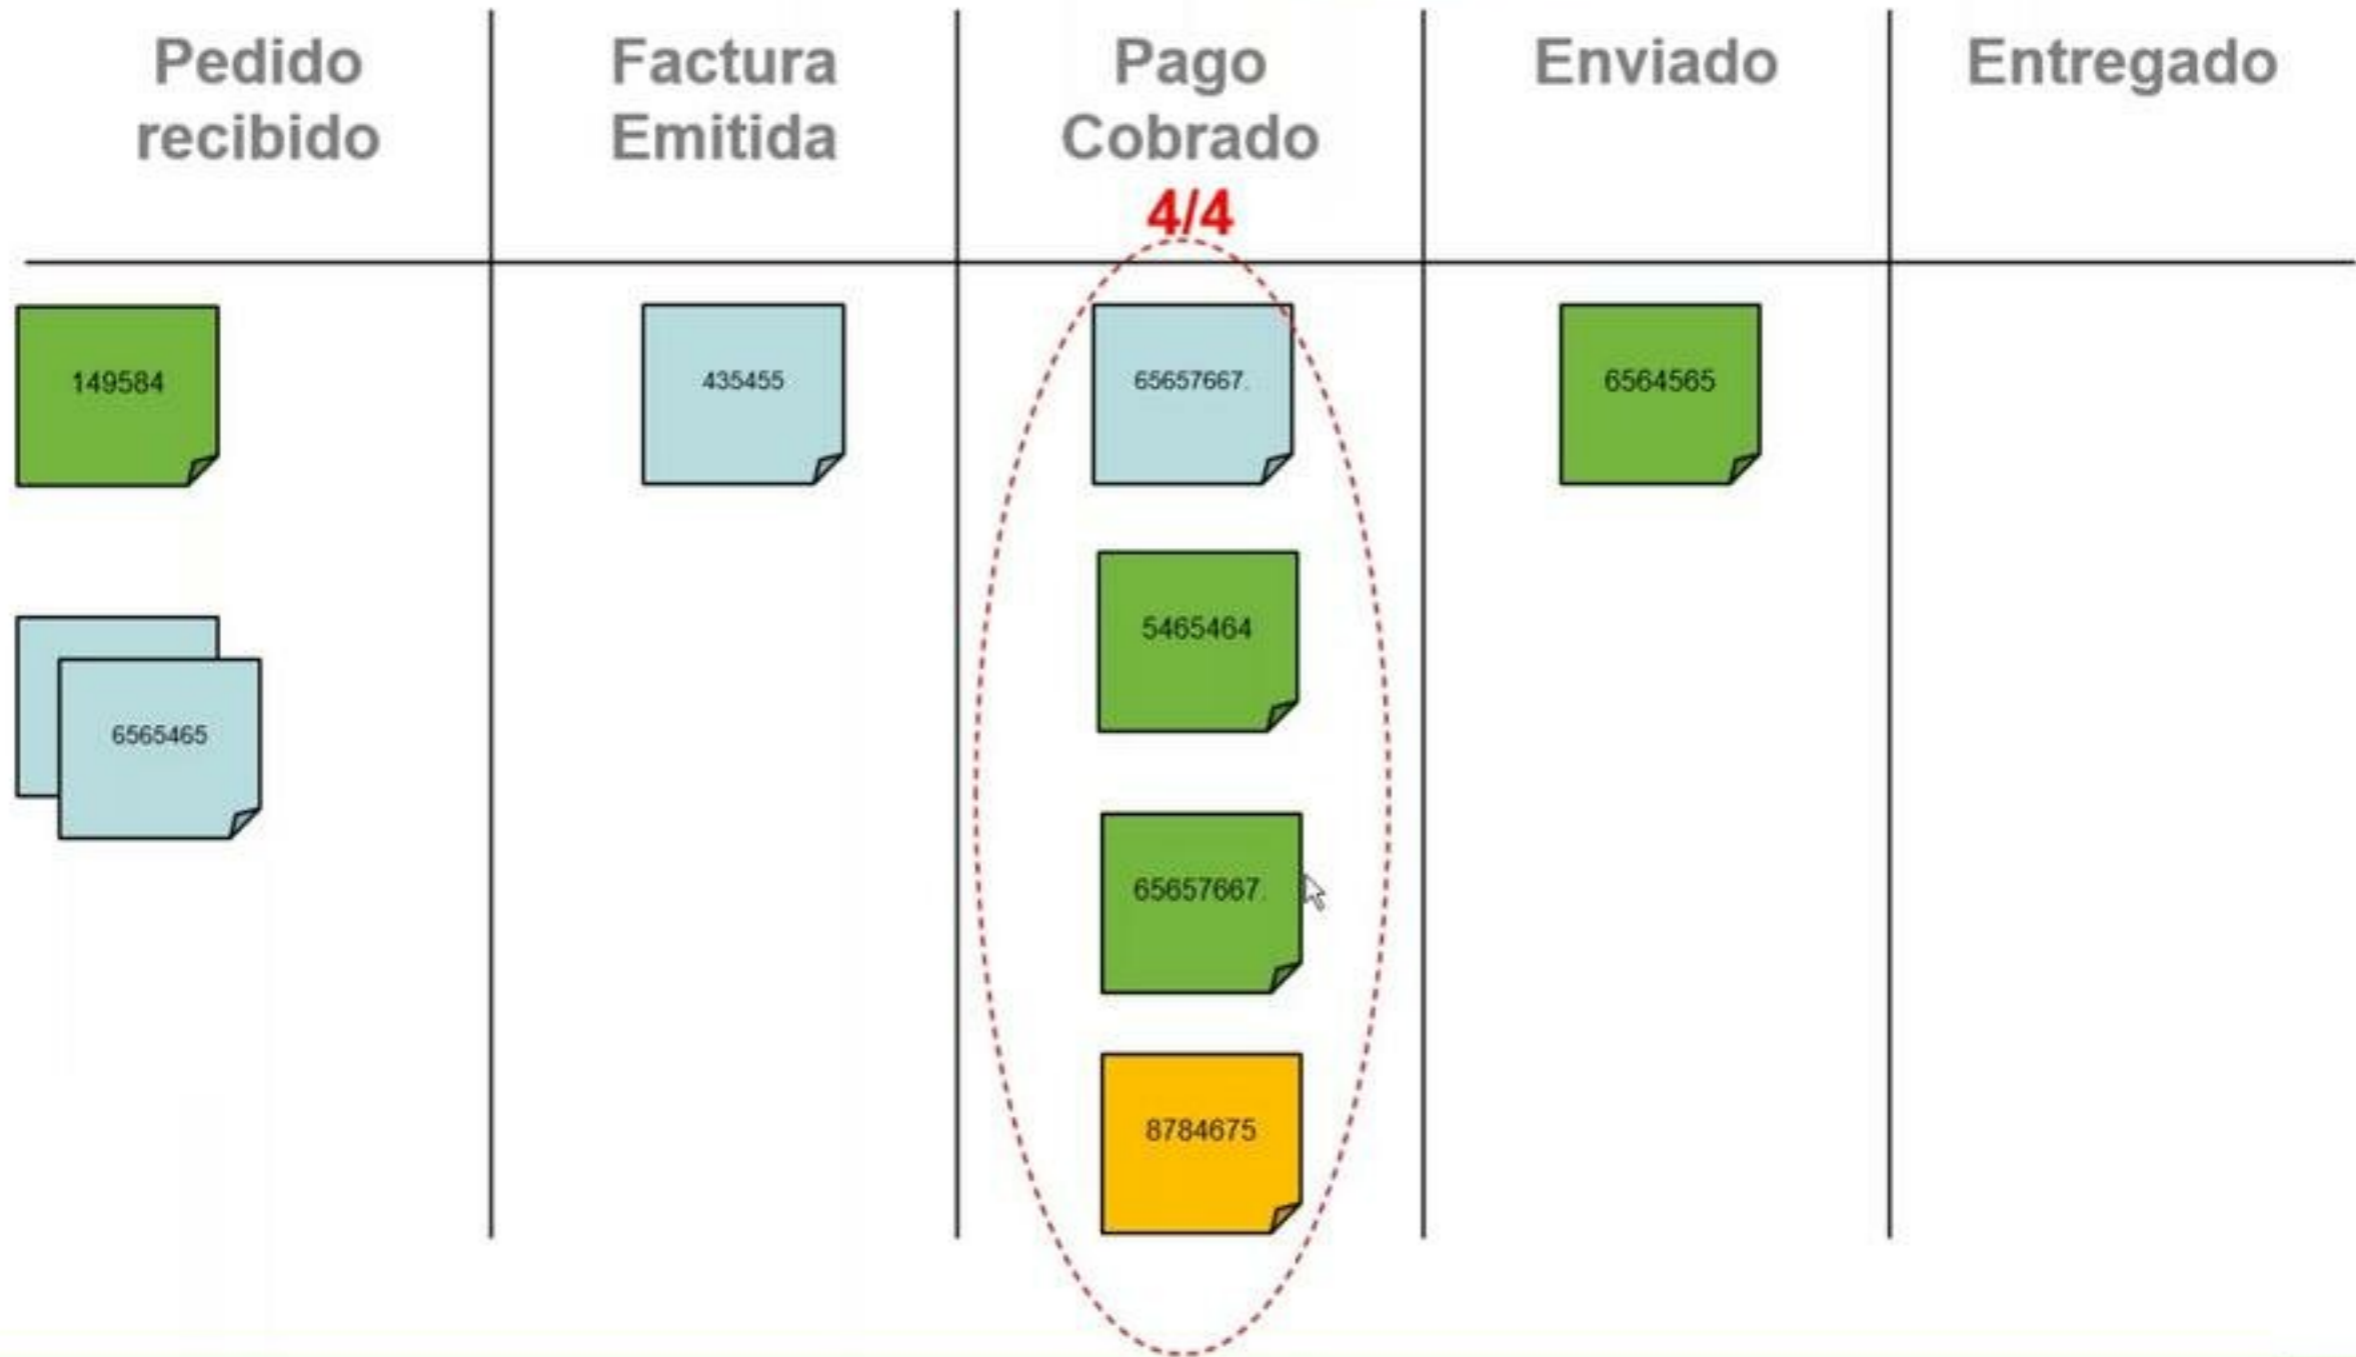 Pedido
recibido
Factura
Emitida
Pago
Cobrado
4/4
Enviado
Entregado
149584
6565465
435455
65657667.
5465464
65657667.
8784675
6564565